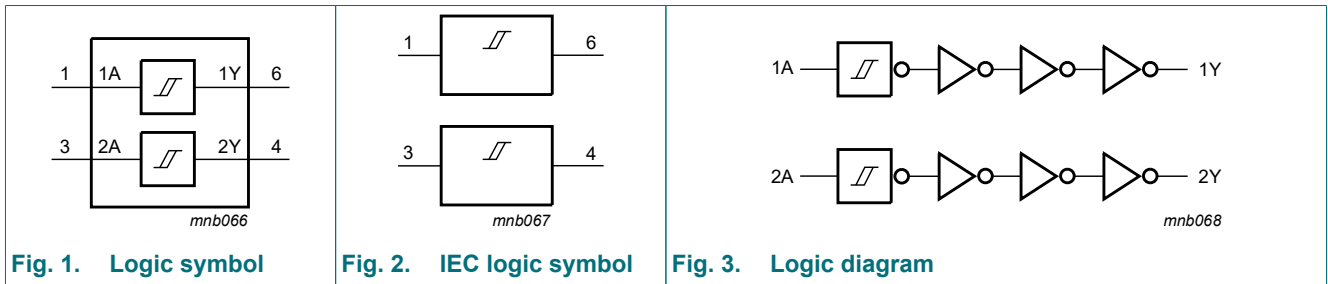 1 1A 1Y 6
3 2A 2Y 4
mnb066
Fig. 1. Logic symbol
1 6
3 4
mnb067
Fig. 2. IEC logic symbol
1A 1Y
2A 2Y
mnb068
Fig. 3. Logic diagram